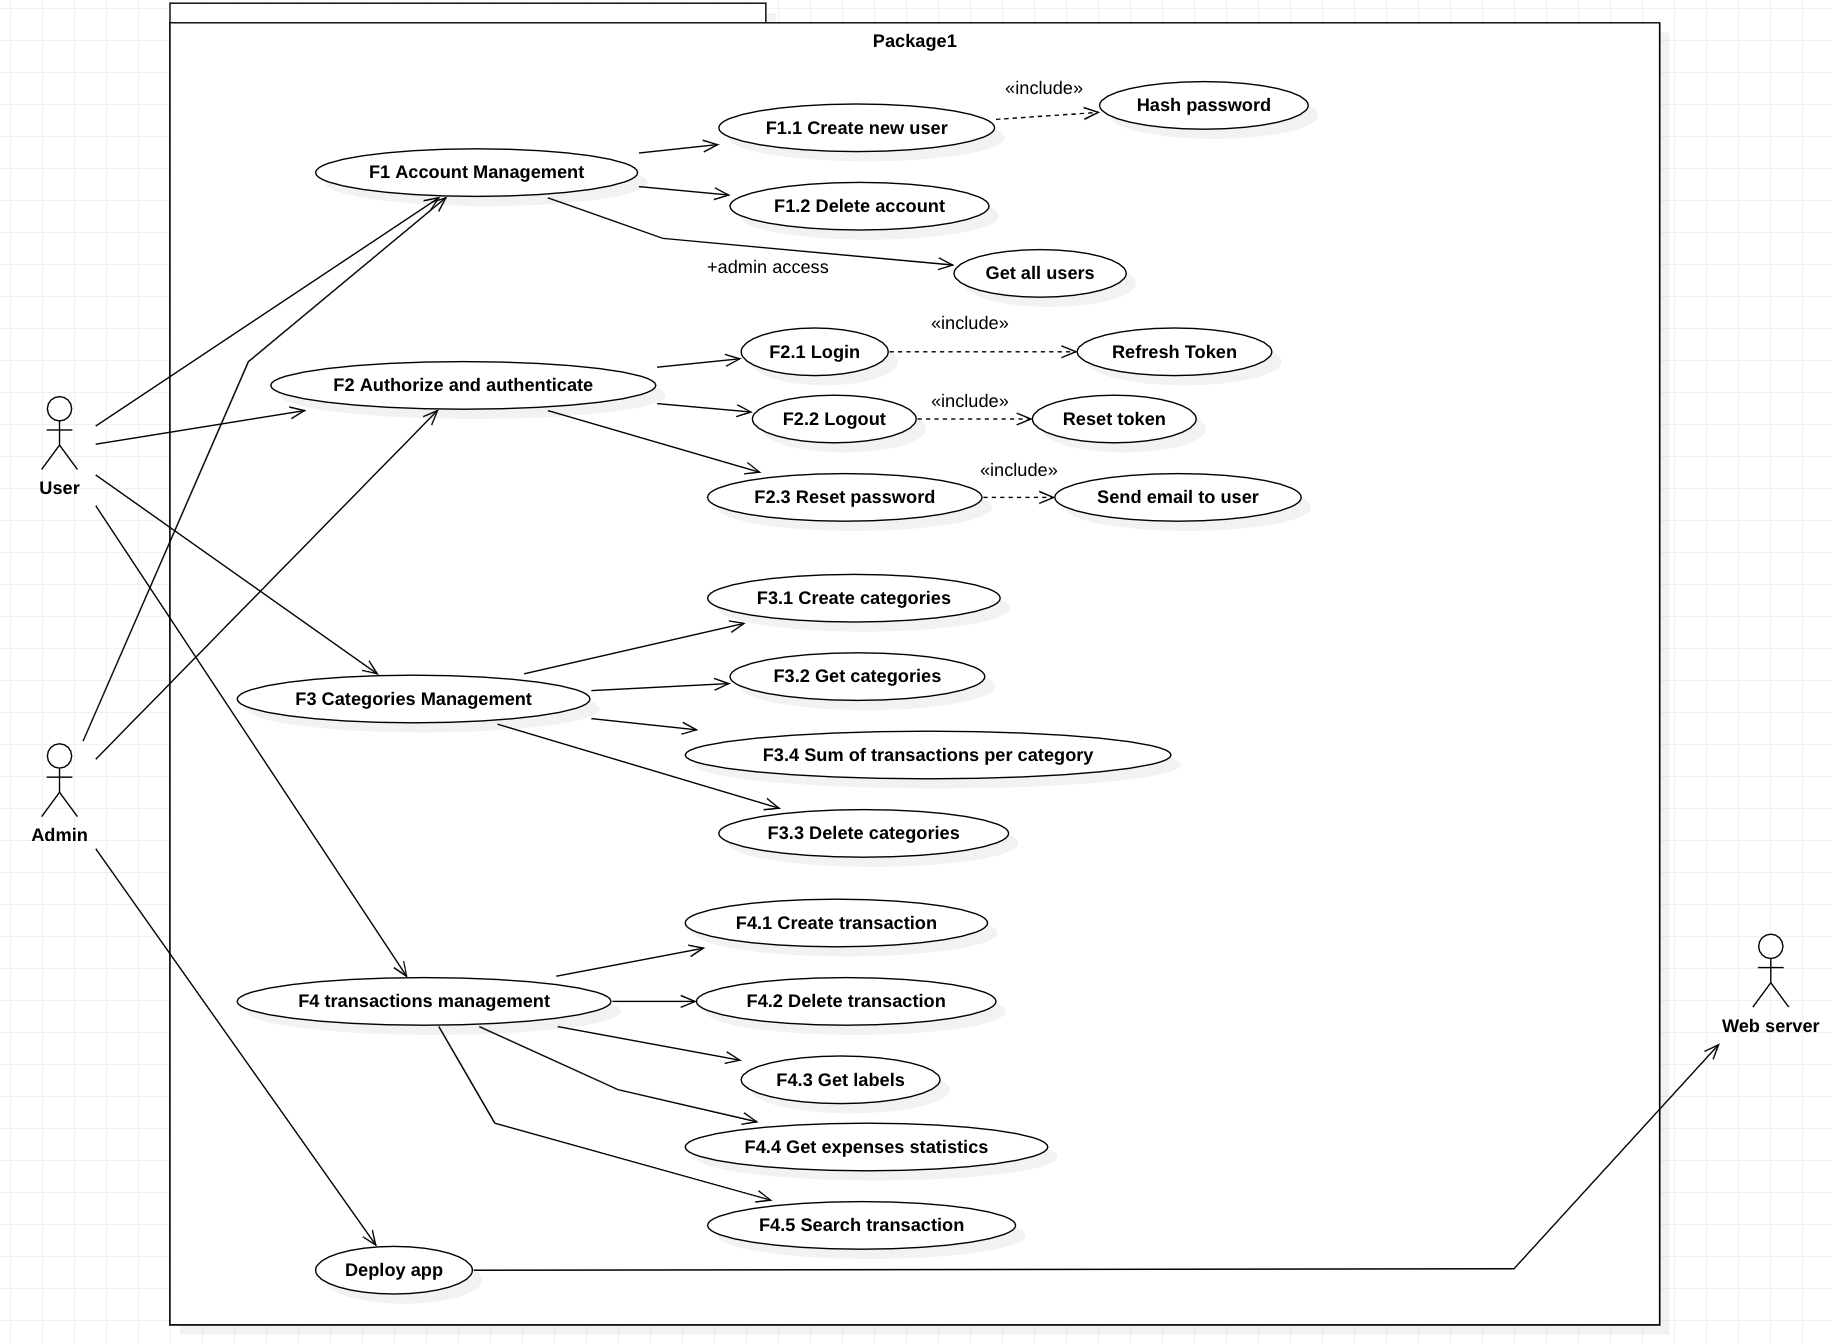 Package1
«include»
Hash password
F1.1 Create new user
F1 Account Management
F1.2 Delete account
+admin access
Get all users
«include»
F2.1 Login
Refresh Token
F2 Authorize and authenticate
«include»
F2.2 Logout
Reset token
«include»
F2.3 Reset password
Send email to user
User
F3.1 Create categories
F3.2 Get categories
F3 Categories Management
F3.4 Sum of transactions per category
F3.3 Delete categories
Admin
F4.1 Create transaction
F4 transactions management
F4.2 Delete transaction
Web server
F4.3 Get labels
F4.4 Get expenses statistics
F4.5 Search transaction
Deploy app